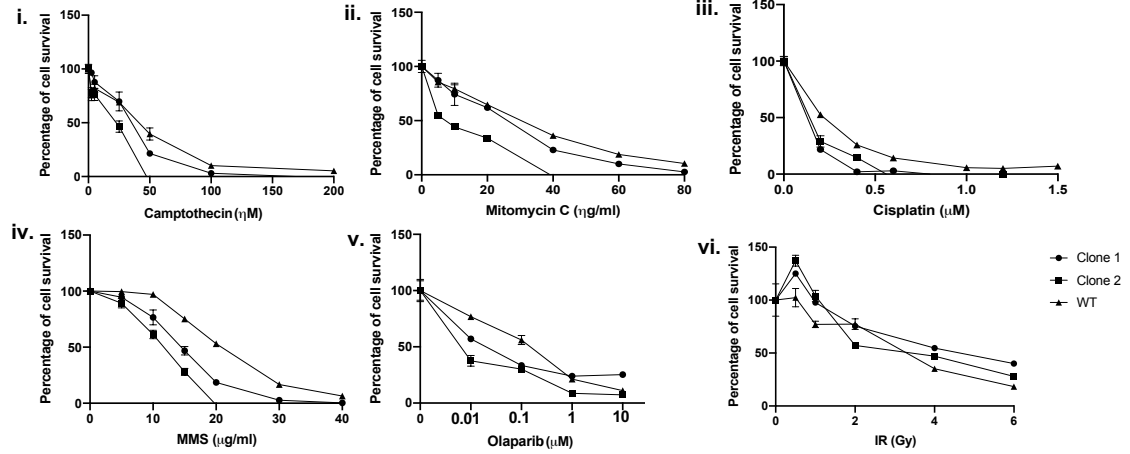 i.
Percentage of cell survival
150
100
50
0
0 50 100 150 200
Camptothecin (ηM)
ii.
Percentage of cell survival
150
100
50
0
0 20 40 60 80
Mitomycin C (ηg/ml)
iii.
Percentage of cell survival
150
100
50
0
0.0 0.5 1.0 1.5
Cisplatin (μM)
iv.
Percentage of cell survival
150
100
50
0
0 10 20 30 40
MMS (μg/ml)
v.
Percentage of cell survival
150
100
50
0
0 0.01 0.1 1 10
Olaparib (μM)
vi.
Percentage of cell survival
150
100
50
0
0 2 4 6
IR (Gy)
Clone 1
Clone 2
WT